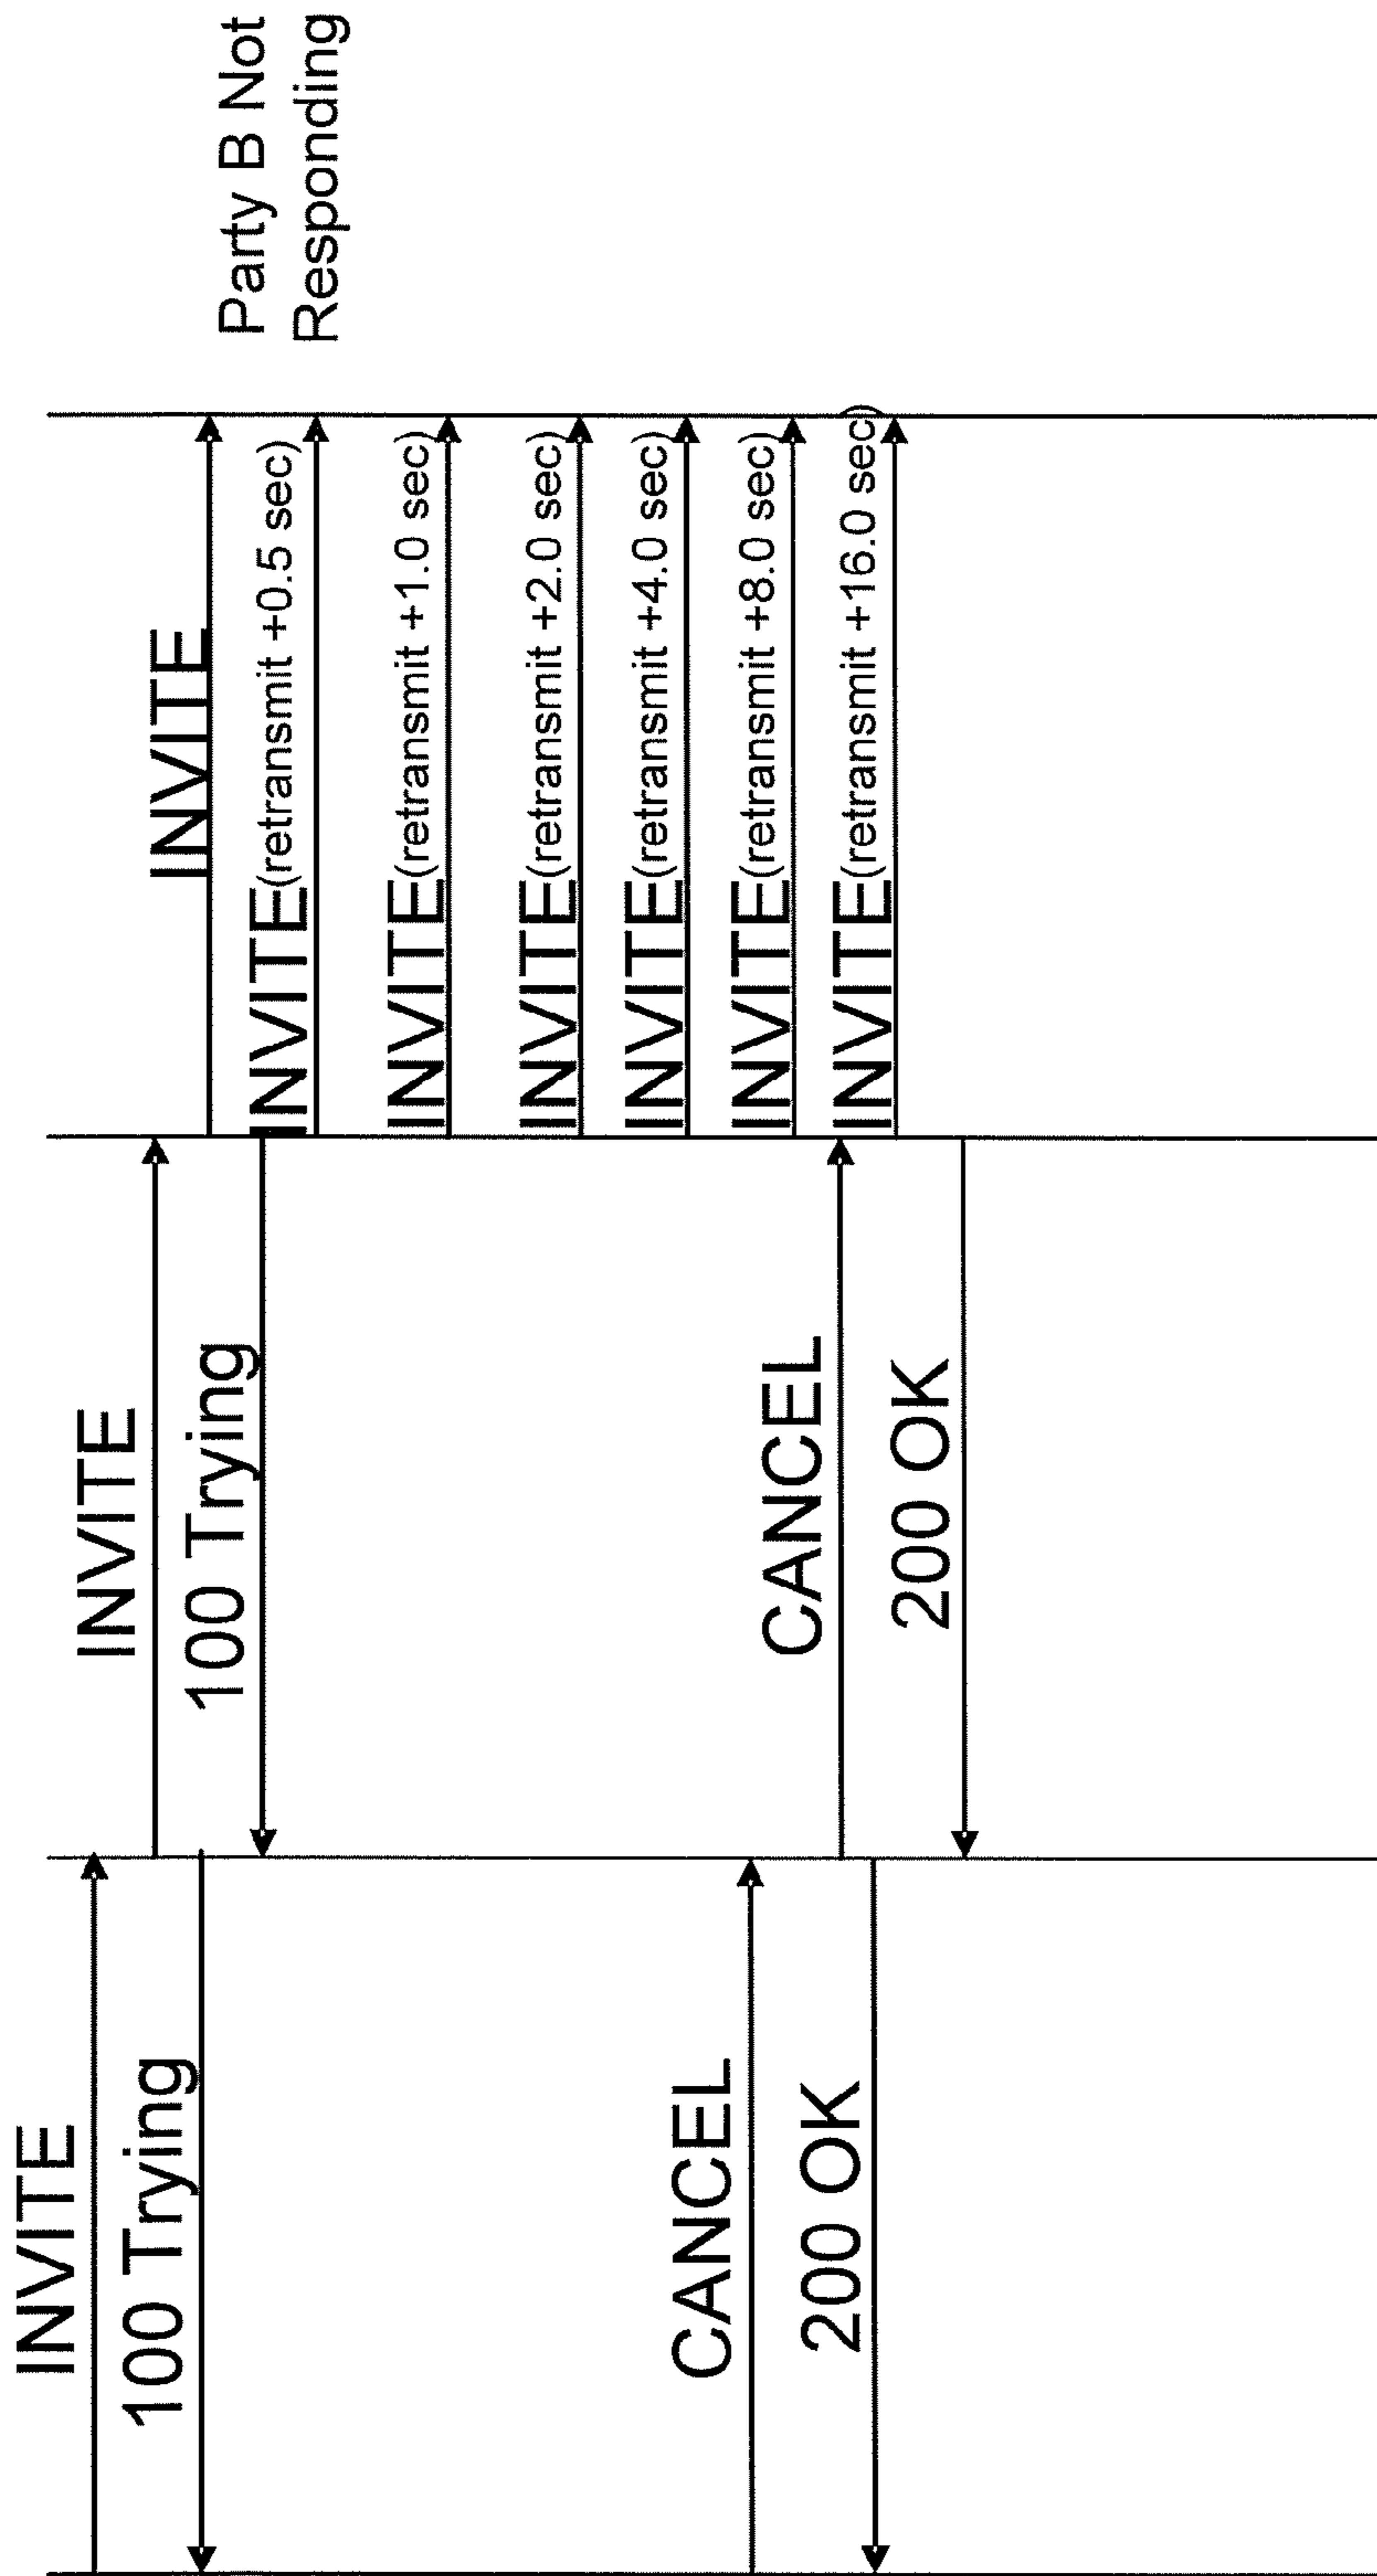 INVITE
100 Trying
INVITE
100 Trying
INVITE
Party B Not
Responding
INVITE(retransmit +0.5 sec)
INVITE(retransmit +1.0 sec)
INVITE(retransmit +2.0 sec)
INVITE(retransmit +4.0 sec)
INVITE(retransmit +8.0 sec)
CANCEL
200 OK
CANCEL
200 OK
INVITE(retransmit +16.0 sec)